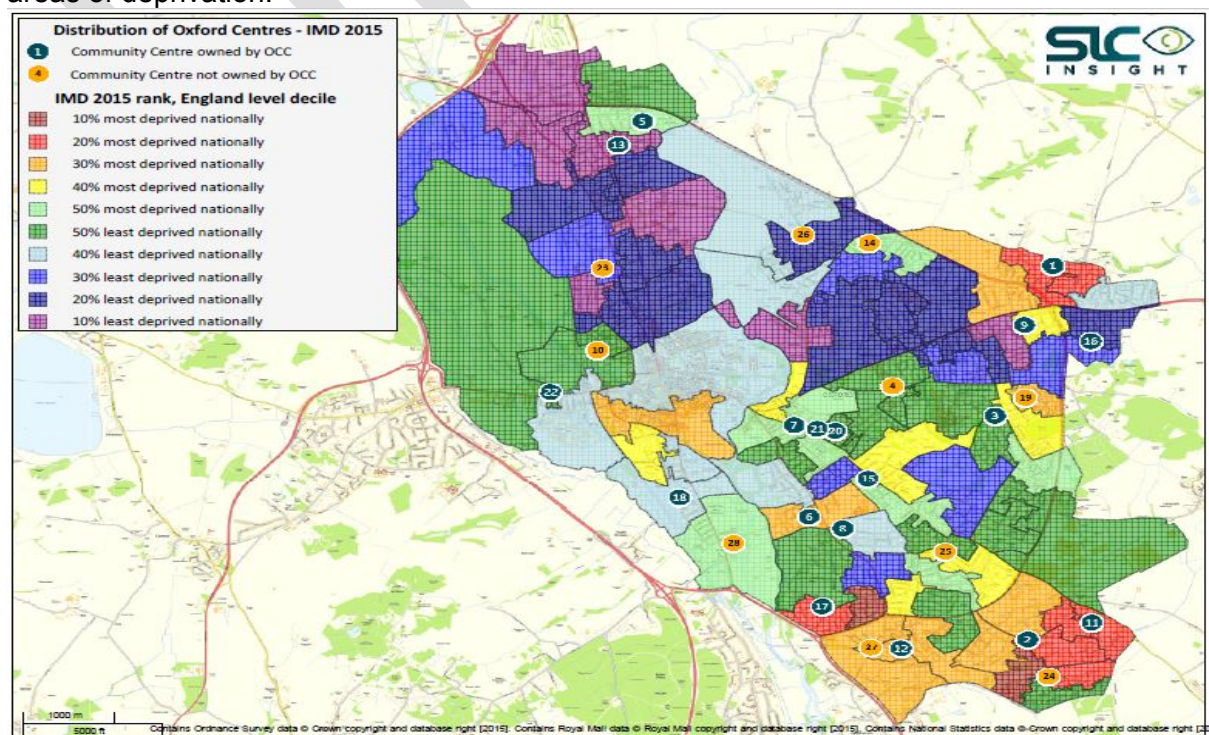 areas of deprivation.
Distribution of Oxford Centres - IMD 2015
1 Community Centre owned by OCC
4 Community Centre not owned by OCC
IMD 2015 rank, England level decile
10% most deprived nationally
20% most deprived nationally
30% most deprived nationally
40% most deprived nationally
50% most deprived nationally
50% least deprived nationally
40% least deprived nationally
30% least deprived nationally
20% least deprived nationally
10% least deprived nationally
SLC
INSIGHT
5
13
26
14
1
23
9
16
10
4
22
19
3
7
21
20
15
18
6
8
28
25
17
11
2
27
12
24
1000 m
5000 ft
Contains Ordnance Survey data © Crown copyright and database right [2015]. Contains Royal Mail data © Royal Mail copyright and database right [2015]. Contains National Statistics data © Crown copyright and database right